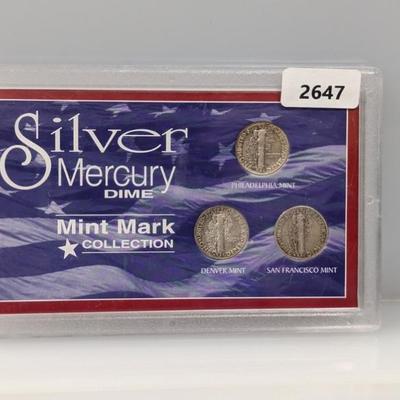 2647
Silver
Mercury
DIME
Mint Mark
COLLECTION
PHILADELPHIA MINT
DENVER MINT
SAN FRANCISCO MINT